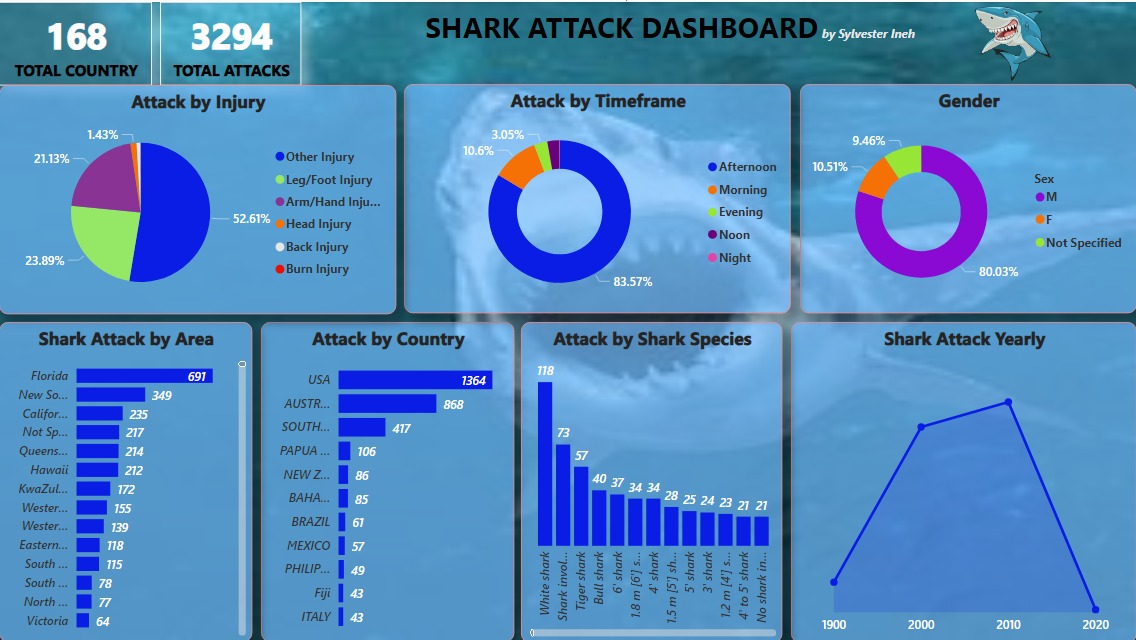 168
TOTAL COUNTRY
3294
TOTAL ATTACKS
SHARK ATTACK DASHBOARD by Sylvester Ineh
Attack by Injury
1.43%
21.13%
23.89%
52.61%
Other Injury
Leg/Foot Injury
Arm/Hand Inju...
Head Injury
Back Injury
Burn Injury
Attack by Timeframe
3.05%
10.6%
83.57%
Afternoon
Morning
Evening
Noon
Night
Gender
9.46%
10.51%
80.03%
Sex
M
F
Not Specified
Shark Attack by Area
Florida 691
New So... 349
Califor... 235
Not Sp... 217
Queens... 214
Hawaii 212
KwaZul... 172
Wester... 155
Wester... 139
Eastern... 118
South ... 115
South ... 78
North ... 77
Victoria 64
Attack by Country
USA 1364
AUSTR... 868
SOUTH... 417
PAPUA ... 106
NEW Z... 86
BAHA... 85
BRAZIL 61
MEXICO 57
PHILIP... 49
Fiji 43
ITALY 43
Attack by Shark Species
118 73 57 40 37 34 34 28 25 24 23 21 21
White shark
Shark invol...
Tiger shark
Bull shark
6' shark
1.8 m [6'] s...
4' shark
1.5 m [5'] sh...
5' shark
3' shark
1.2 m [4'] s...
4' to 5' shark
No shark in...
Shark Attack Yearly
1900 2000 2010 2020